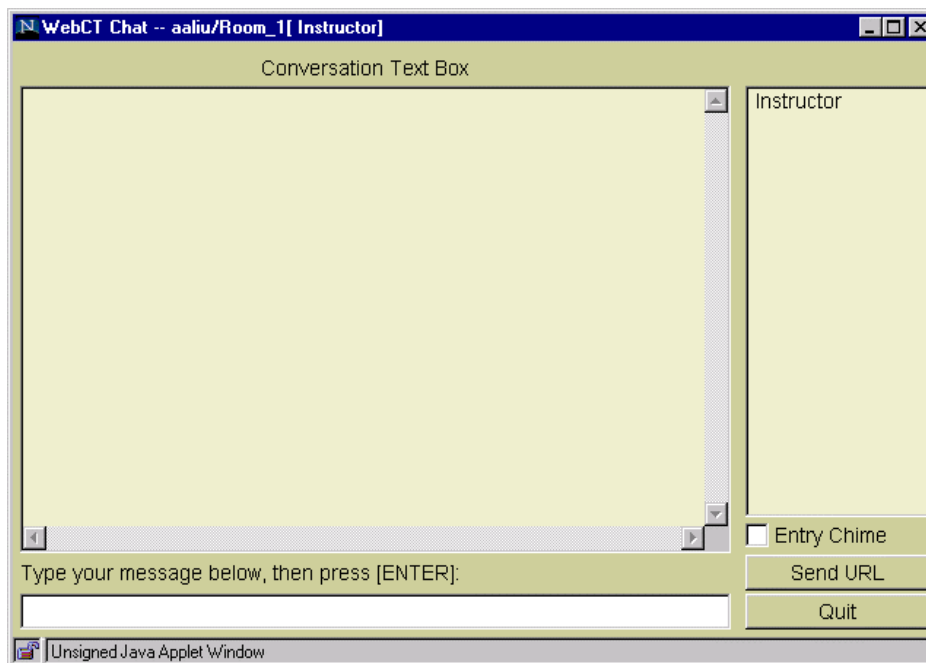 WebCT Chat -- aaliu/Room_1[ Instructor]
Conversation Text Box
Instructor
Entry Chime
Type your message below, then press [ENTER]:
Send URL
Quit
Unsigned Java Applet Window